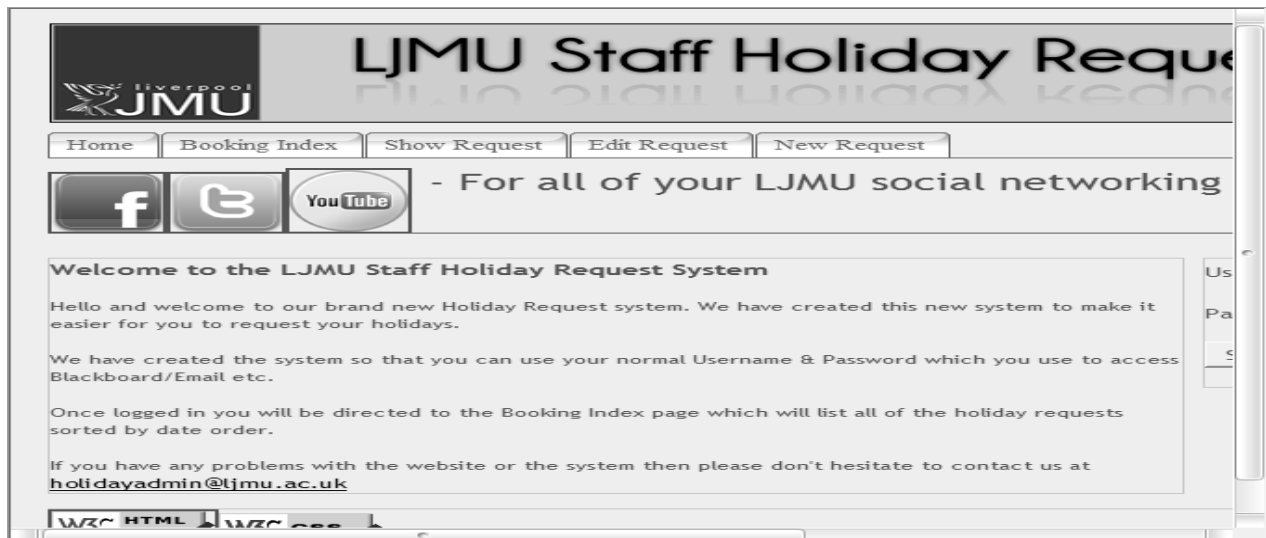 LJMU Staff Holiday Reque
liverpool
JMU
Home Booking Index Show Request Edit Request New Request
f t You Tube - For all of your LJMU social networking
Welcome to the LJMU Staff Holiday Request System
Us
Hello and welcome to our brand new Holiday Request system. We have created this new system to make it
easier for you to request your holidays.
Pa
We have created the system so that you can use your normal Username & Password which you use to access
Blackboard/Email etc.
Once logged in you will be directed to the Booking Index page which will list all of the holiday requests
sorted by date order.
If you have any problems with the website or the system then please don't hesitate to contact us at
holidayadmin@ljmu.ac.uk
W3C HTML W3C CSS